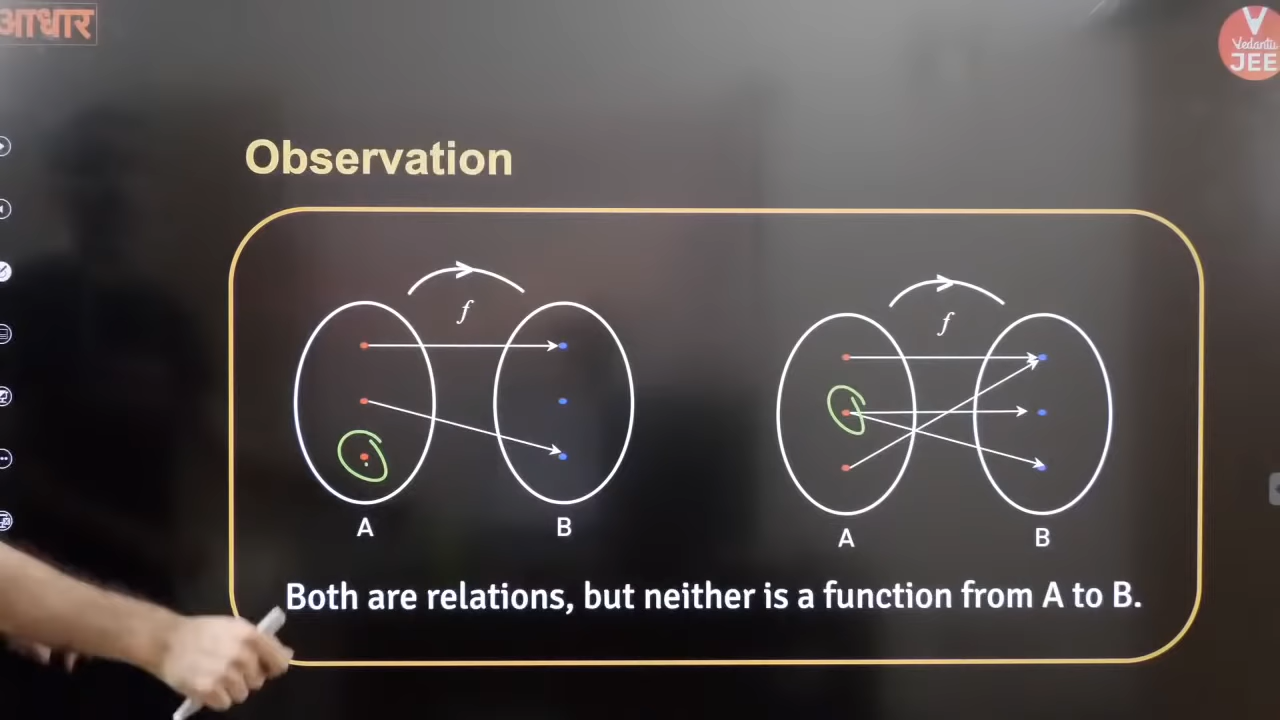 आधार
Vedantu
JEE
Observation
f
f
A
B
A
B
Both are relations, but neither is a function from A to B.